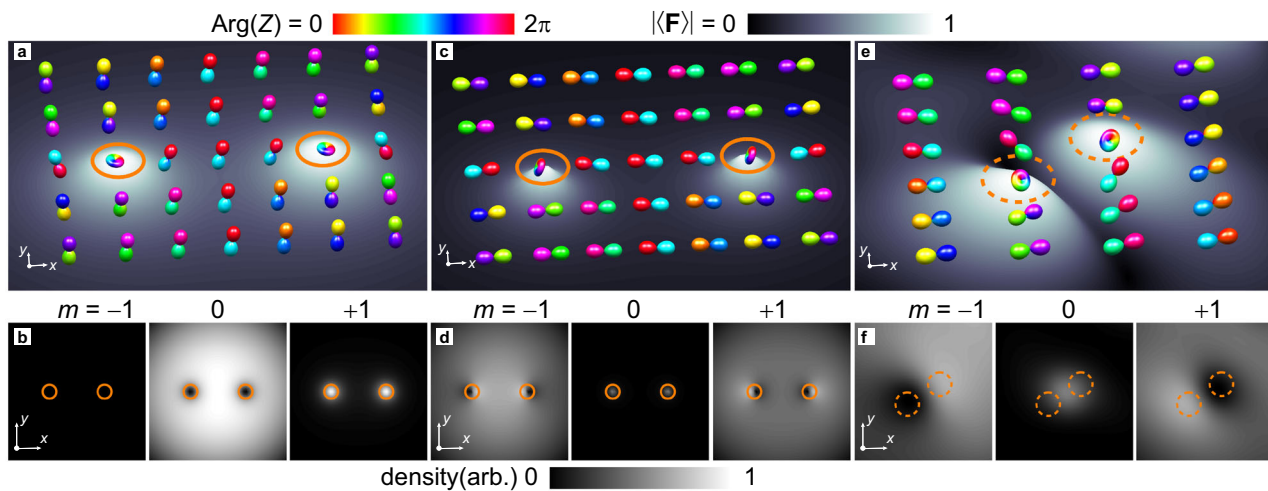 Arg(Z) = 0 2π |⟨F⟩| = 0 1
a c e
y x y x y x
m = −1 0 +1 m = −1 0 +1 m = −1 0 +1
b d f
y x y x y x
density(arb.) 0 1